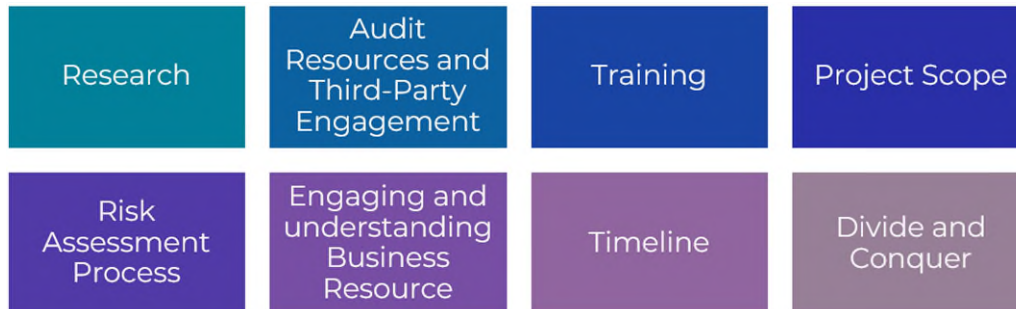 Research
Audit
Resources and
Third-Party
Engagement
Training
Project Scope
Risk
Assessment
Process
Engaging and
understanding
Business
Resource
Timeline
Divide and
Conquer